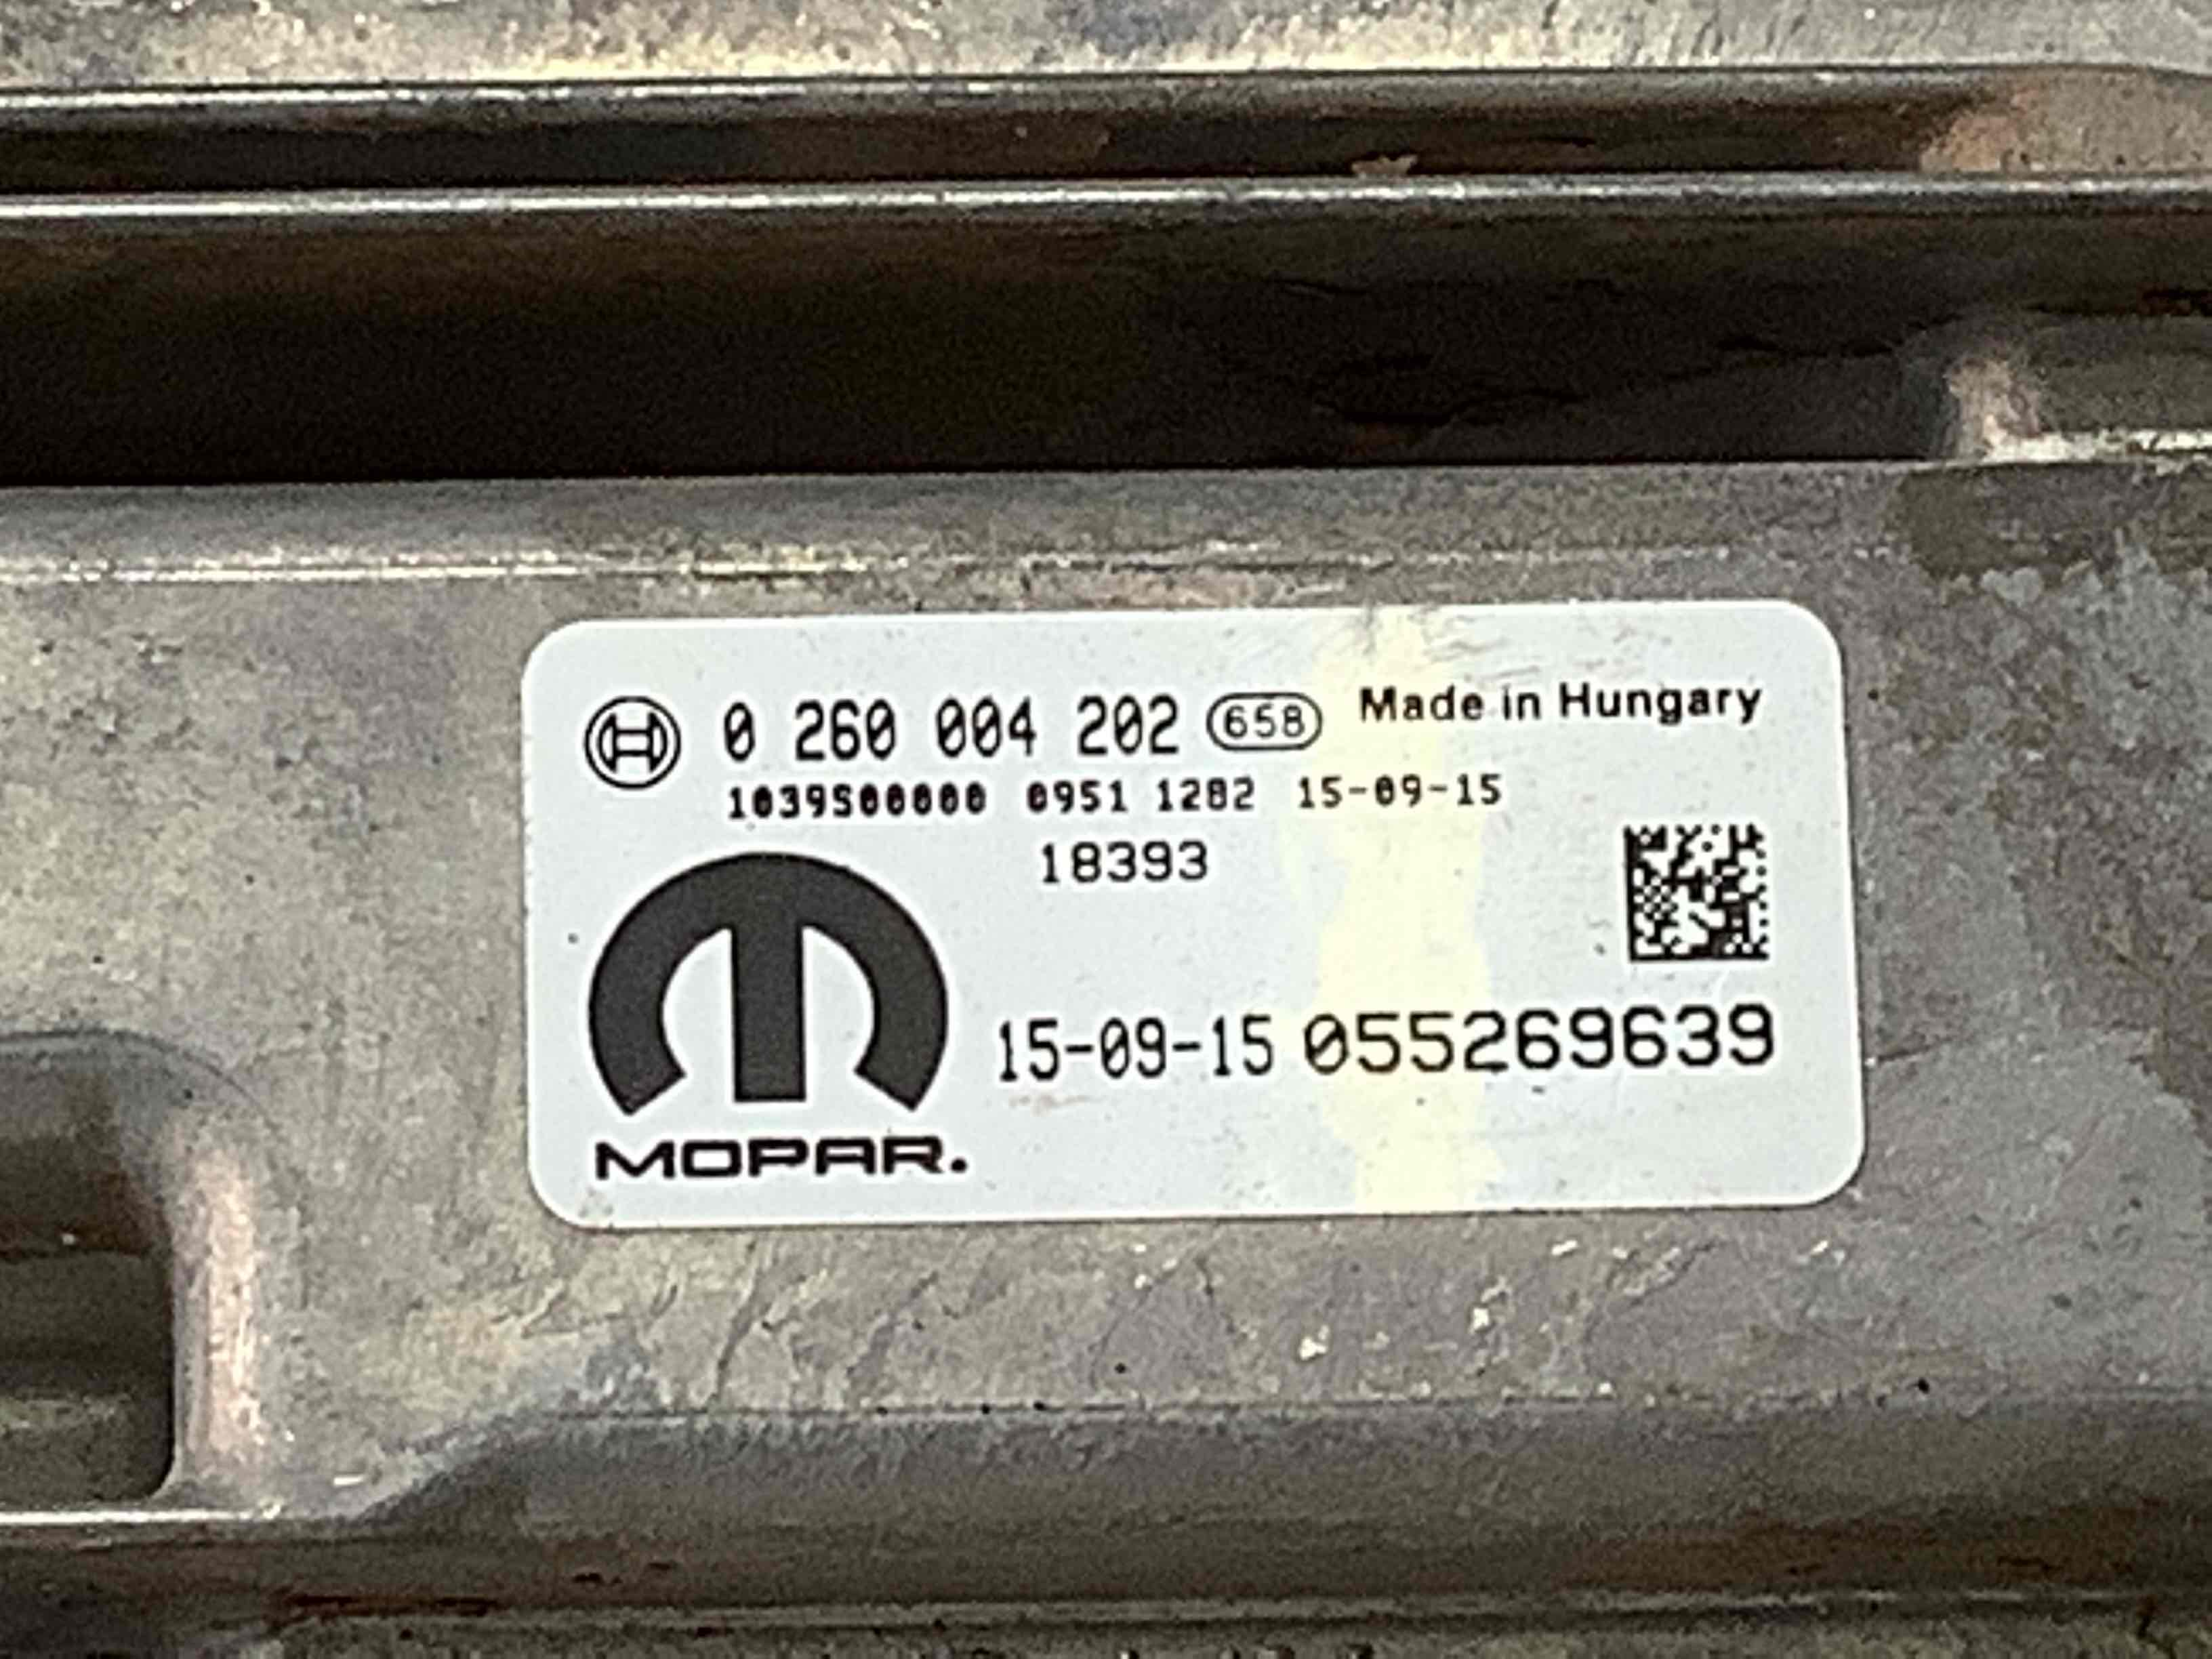 0 260 004 202 658 Made in Hungary
1039S00000 0951 1282 15-09-15
18393
15-09-15 055269639
MOPAR.